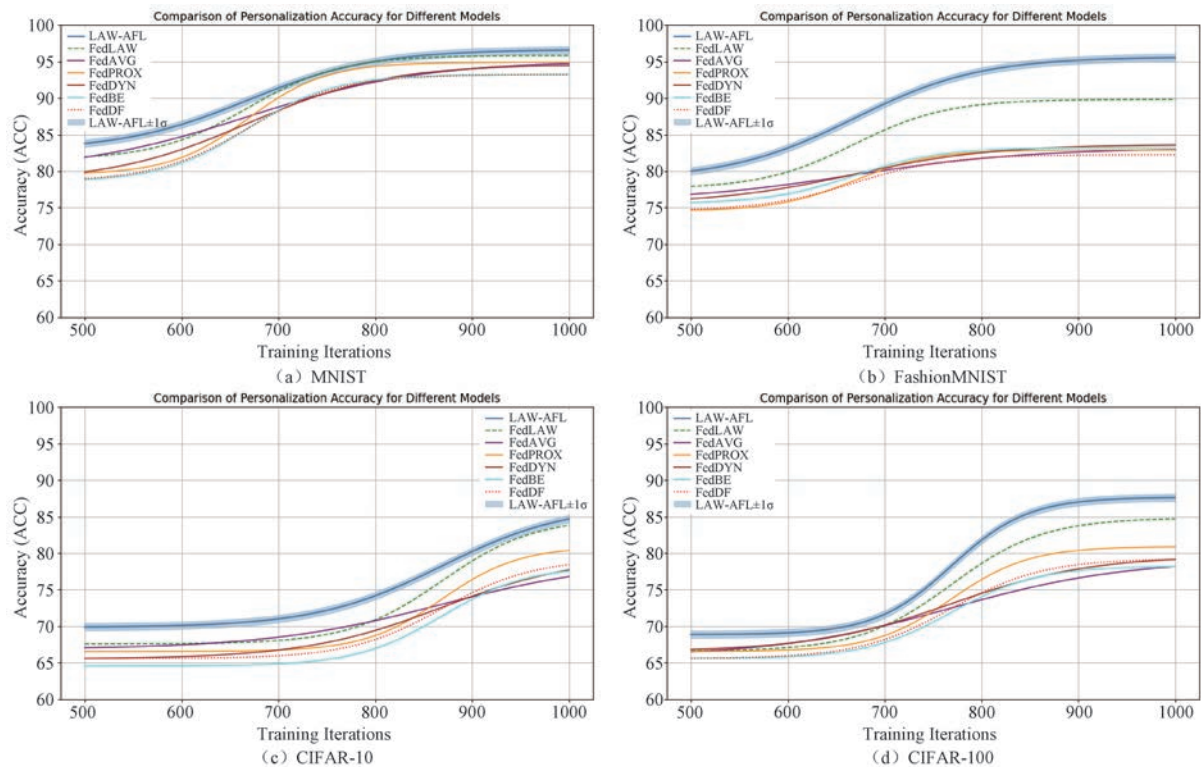 Comparison of Personalization Accuracy for Different Models
100
95
90
85
80
75
70
65
60
Accuracy (ACC)
LAW-AFL
FedLAW
FedAVG
FedPROX
FedDYN
FedBE
FedDF
LAW-AFL±1σ
500 600 700 800 900 1000
Training Iterations
(a) MNIST
Comparison of Personalization Accuracy for Different Models
100
95
90
85
80
75
70
65
60
Accuracy (ACC)
LAW-AFL
FedLAW
FedAVG
FedPROX
FedDYN
FedBE
FedDF
LAW-AFL±1σ
500 600 700 800 900 1000
Training Iterations
(b) FashionMNIST
Comparison of Personalization Accuracy for Different Models
100
95
90
85
80
75
70
65
60
Accuracy (ACC)
LAW-AFL
FedLAW
FedAVG
FedPROX
FedDYN
FedBE
FedDF
LAW-AFL±1σ
500 600 700 800 900 1000
Training Iterations
(c) CIFAR-10
Comparison of Personalization Accuracy for Different Models
100
95
90
85
80
75
70
65
60
Accuracy (ACC)
LAW-AFL
FedLAW
FedAVG
FedPROX
FedDYN
FedBE
FedDF
LAW-AFL±1σ
500 600 700 800 900 1000
Training Iterations
(d) CIFAR-100